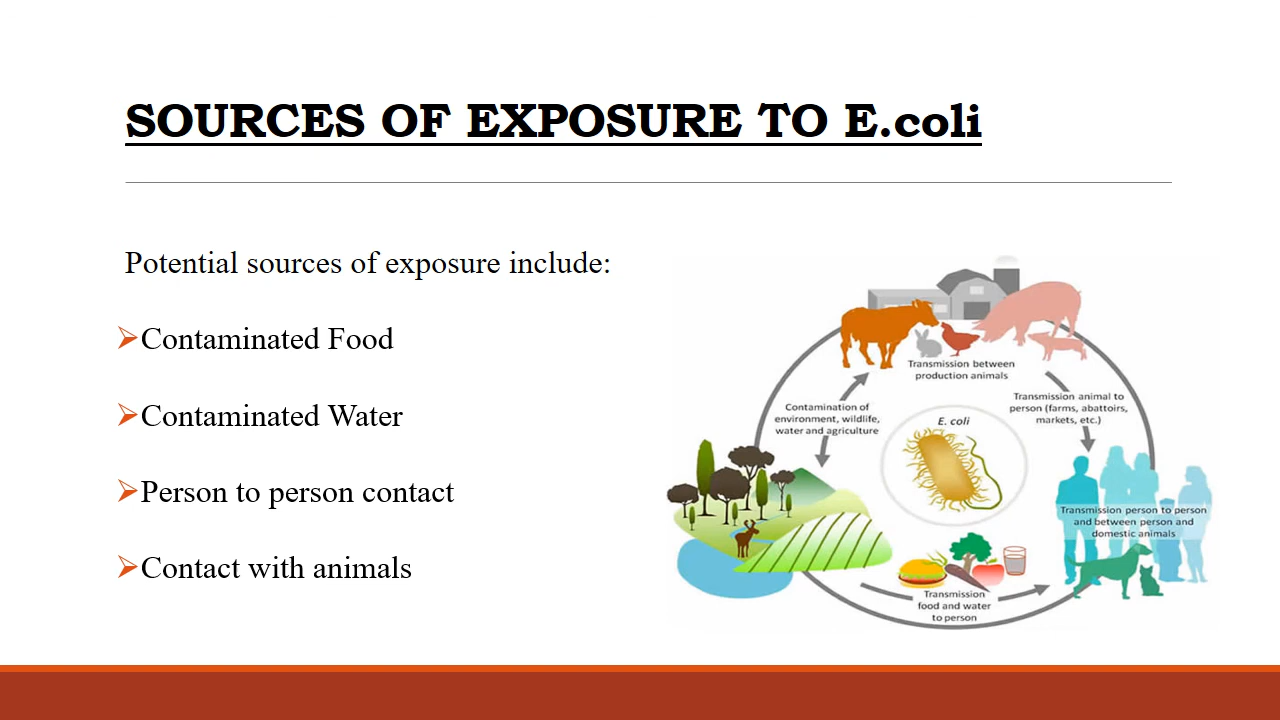 SOURCES OF EXPOSURE TO E.coli
Potential sources of exposure include:
Contaminated Food
Contaminated Water
Person to person contact
Contact with animals
Transmission between
production animals
Contamination of
environment, wildlife,
water and agriculture
Transmission animal to
person (farms, abattoirs,
markets, etc.)
E. coli
Transmission person to person
and between person and
domestic animals
Transmission
food and water
to person